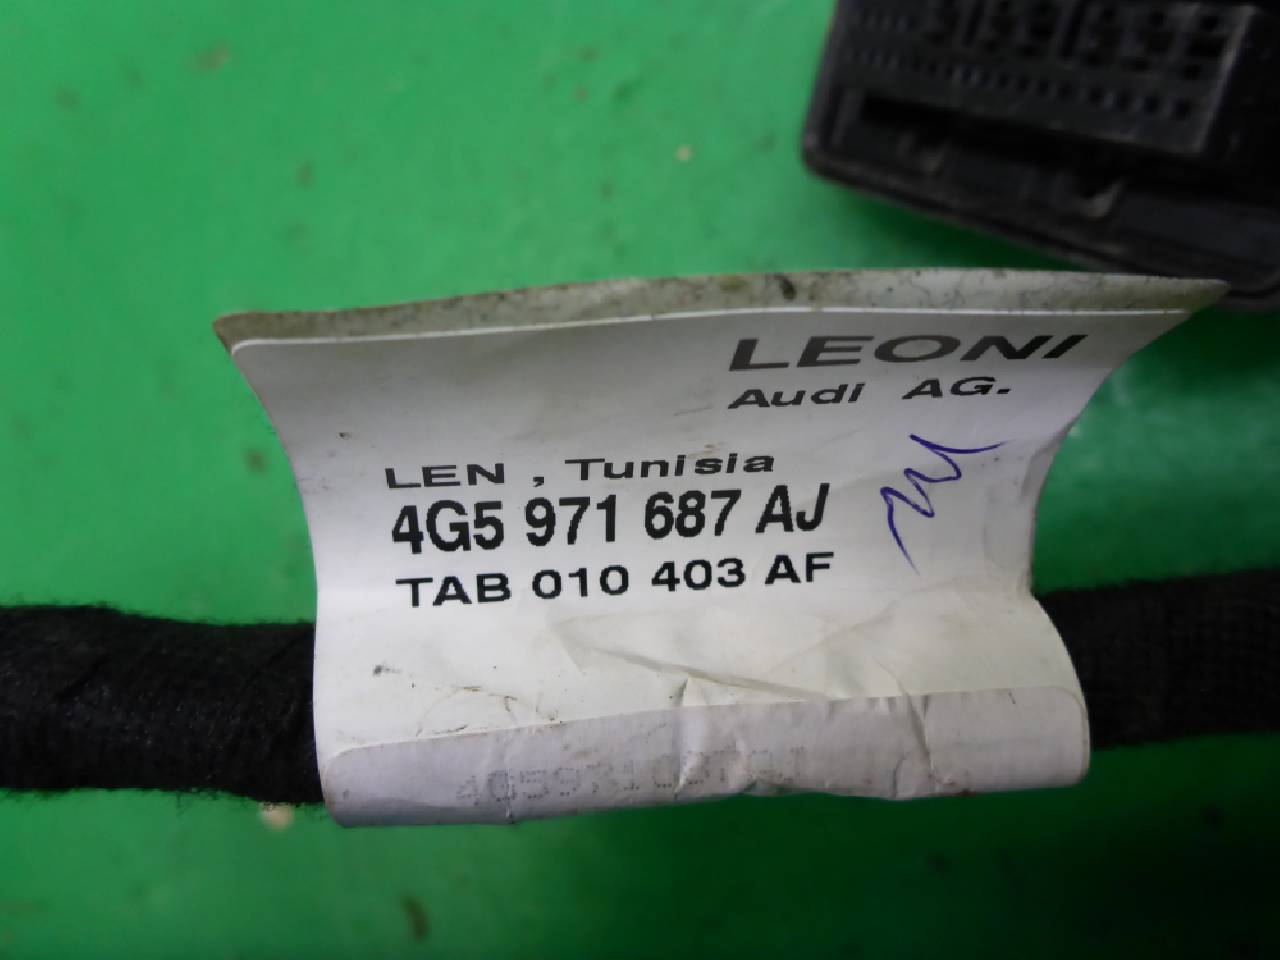 LEONI
Audi AG.
LEN , Tunisia
4G5 971 687 AJ
TAB 010 403 AF